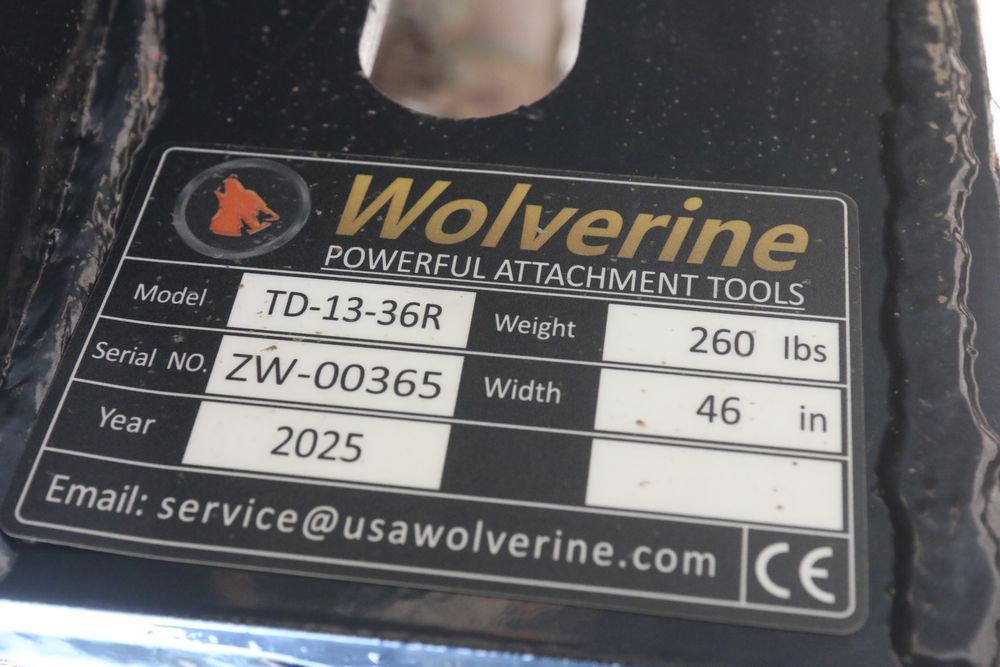 Wolverine
POWERFUL ATTACHMENT TOOLS
Model TD-13-36R Weight 260 lbs
Serial NO. ZW-00365 Width 46 in
Year 2025
Email: service@usawolverine.com CE